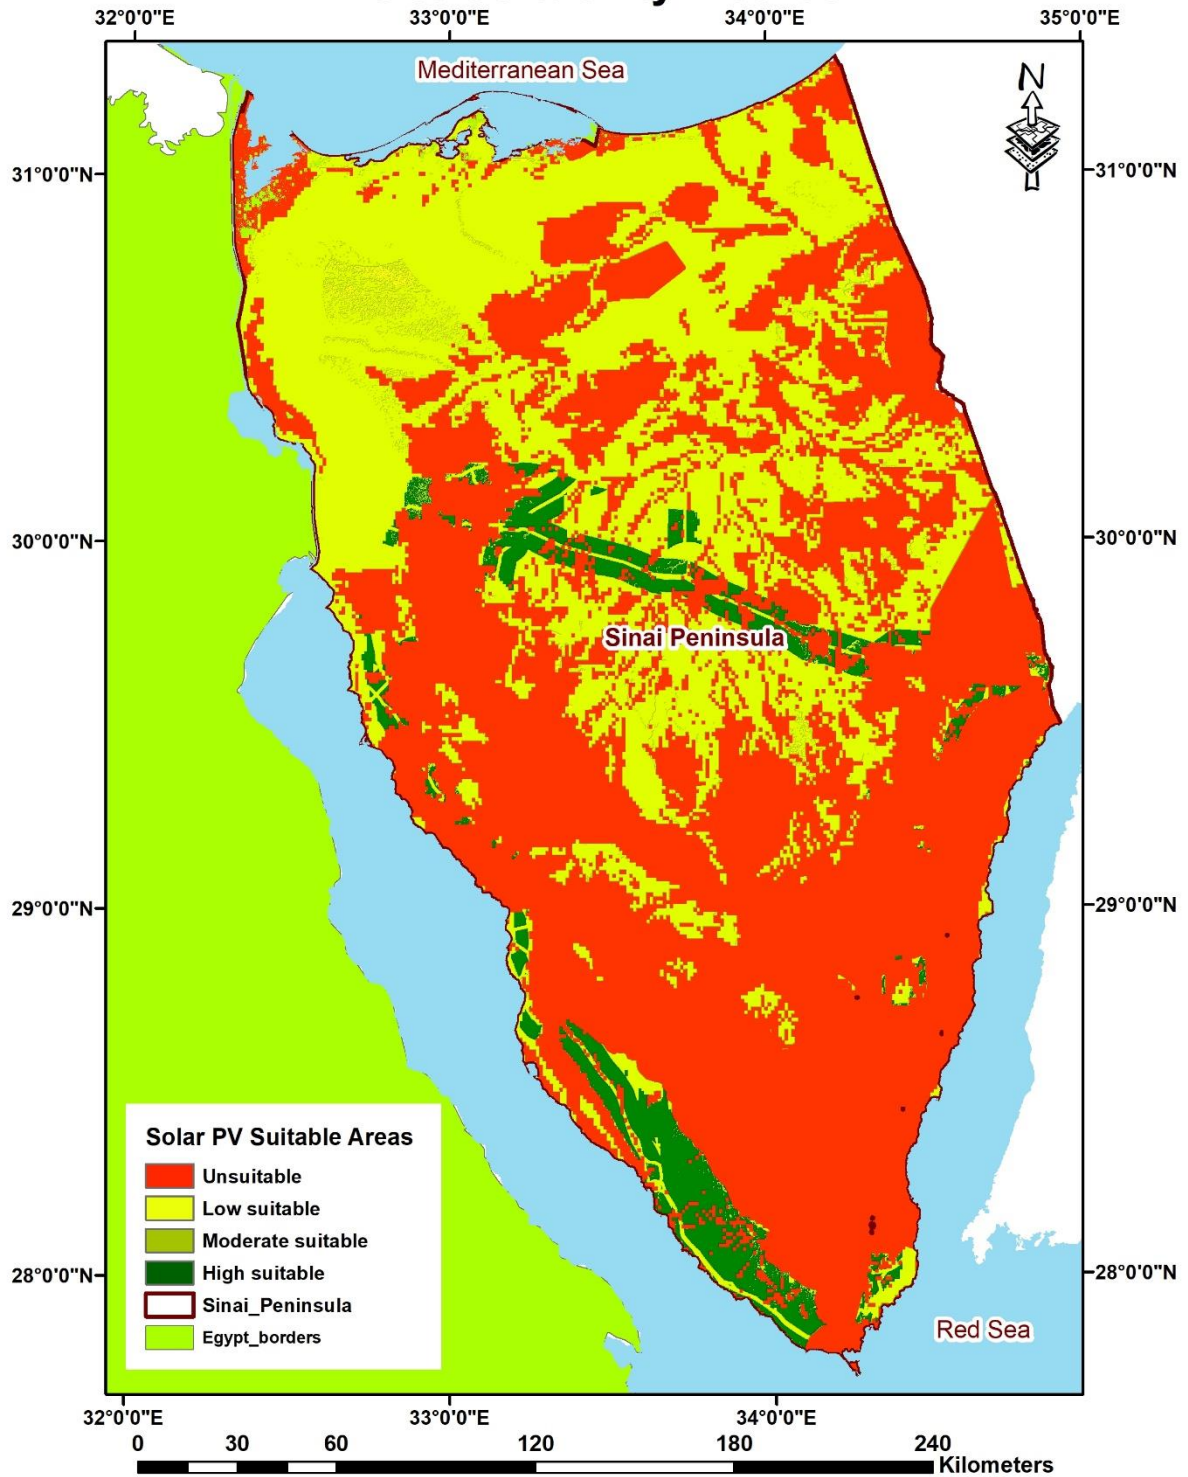 32°0'0"E 33°0'0"E 34°0'0"E 35°0'0"E
Mediterranean Sea
N
31°0'0"N 31°0'0"N
30°0'0"N 30°0'0"N
Sinai Peninsula
29°0'0"N 29°0'0"N
Solar PV Suitable Areas
Unsuitable
Low suitable
Moderate suitable
High suitable
Sinai_Peninsula
Egypt_borders
28°0'0"N 28°0'0"N
Red Sea
32°0'0"E 33°0'0"E 34°0'0"E
0 30 60 120 180 240
Kilometers